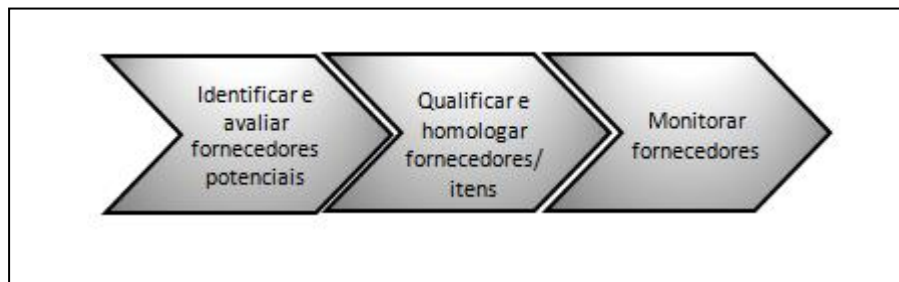 Identificar e
avaliar
fornecedores
potenciais
Qualificar e
homologar
fornecedores/
itens
Monitorar
fornecedores